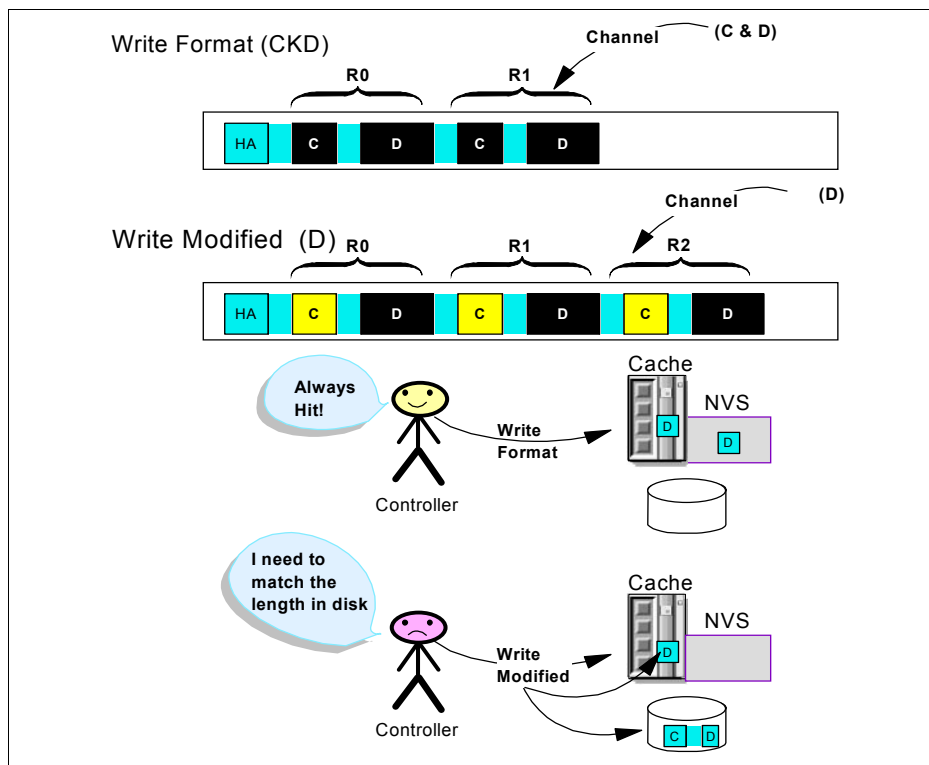 Write Format (CKD)
Channel
(C & D)
R0
R1
HA
C
D
C
D
Channel
(D)
Write Modified (D)
R0
R1
R2
HA
C
D
C
D
C
D
Always
Hit!
Cache
NVS
D
D
Write
Format
Controller
I need to
match the
length in disk
Cache
NVS
D
Write
Modified
Controller
C
D